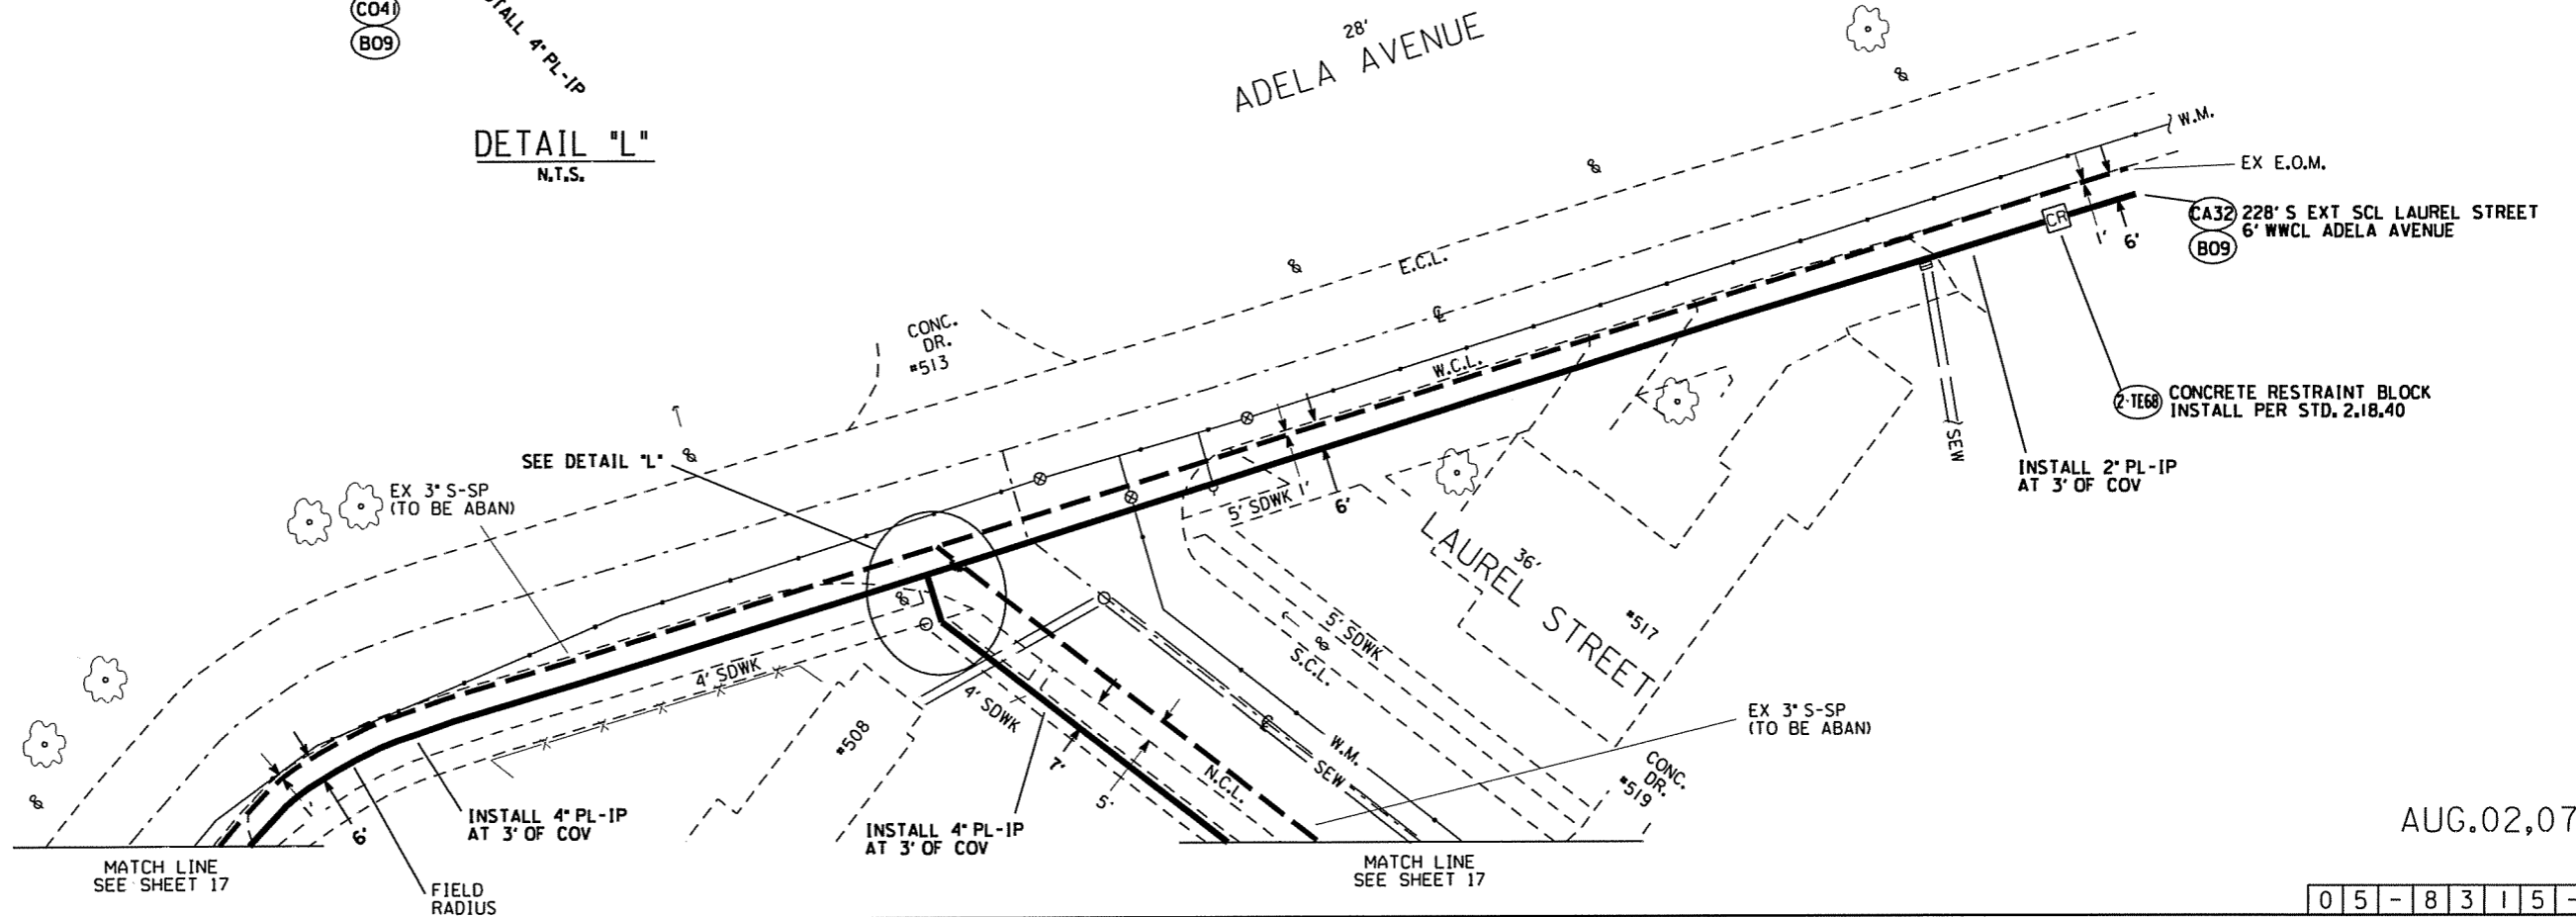 CO41
BO9
INSTALL 4" PL-IP
DETAIL "L"
N.T.S.
28'
ADELA AVENUE
W.M.
EX E.O.M.
CA32
228' S EXT SCL LAUREL STREET
6' WWCL ADELA AVENUE
BO9
CR
1'
6'
E.C.L.
CONC.
DR.
#513
W.C.L.
2-TE68
CONCRETE RESTRAINT BLOCK
INSTALL PER STD. 2.18.40
SEE DETAIL "L"
EX 3" S-SP
(TO BE ABAN)
SEW
INSTALL 2" PL-IP
AT 3' OF COV
5' SDWK
1'
6'
LAUREL STREET
36'
#517
5' SDWK
S.C.L.
4' SDWK
4' SDWK
#508
EX 3" S-SP
(TO BE ABAN)
W.M.
SEW
N.C.L.
7'
5'
CONC.
DR.
#519
1'
6'
INSTALL 4" PL-IP
AT 3' OF COV
INSTALL 4" PL-IP
AT 3' OF COV
AUG.02,07
MATCH LINE
SEE SHEET 17
MATCH LINE
SEE SHEET 17
FIELD
RADIUS
05-8315-